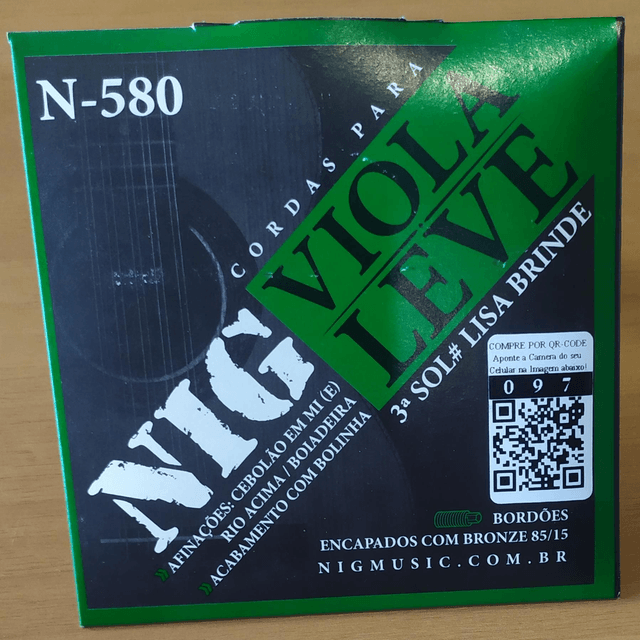 N-580
CORDAS PARA
VIOLA
LEVE
3ª SOL# LISA BRINDE
NIG
AFINAÇÕES: CEBOLÃO EM MI (E)
RIO ACIMA / BOIADEIRA
ACABAMENTO COM BOLINHA
COMPRE POR QR-CODE
Aponte a Camera do seu
Celular na Imagem abaixo!
097
BORDÕES
ENCAPADOS COM BRONZE 85/15
NIGMUSIC.COM.BR